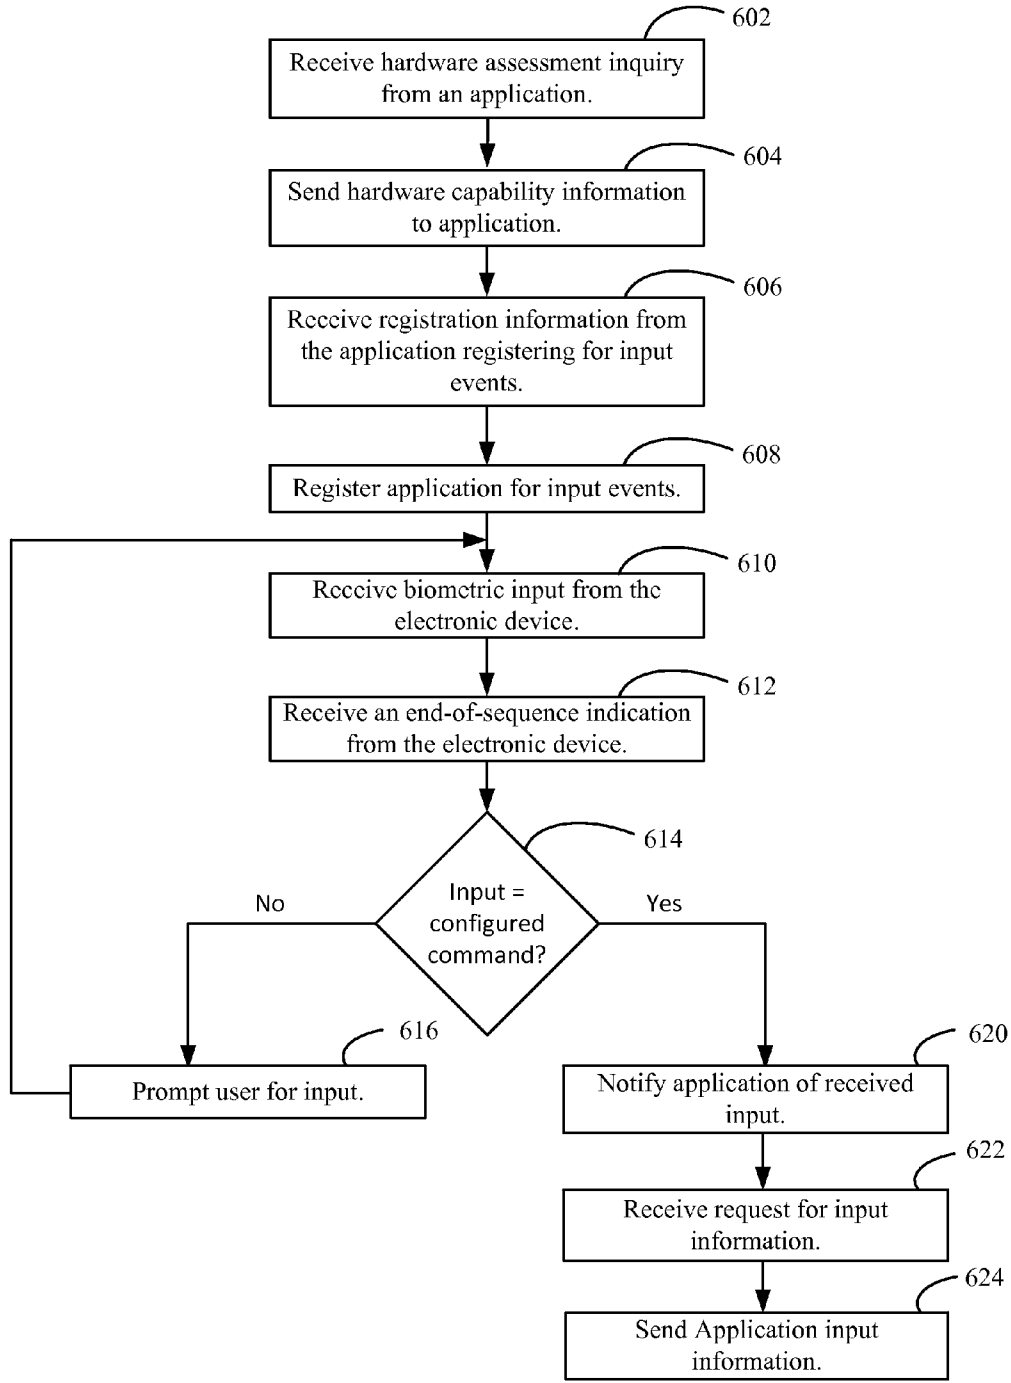 602
Receive hardware assessment inquiry
from an application.
604
Send hardware capability information
to application.
606
Receive registration information from
the application registering for input
events.
608
Register application for input events.
610
Receive biometric input from the
electronic device.
612
Receive an end-of-sequence indication
from the electronic device.
614
Input =
configured
command?
No
Yes
616
Prompt user for input.
620
Notify application of received
input.
622
Receive request for input
information.
624
Send Application input
information.